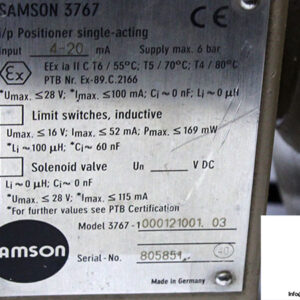 SAMSON 3767
i/p Positioner single-acting
Input 4-20 mA Supply max. 6 bar
Ex EEx ia II C T6 / 55°C; T5 / 70°C; T4 / 80°C
PTB Nr. Ex-89.C.2166
*Umax. ≤28 V; *Imax. ≤100 mA; Ci ~ 0 nF; Li ~ 0 µH
Limit switches, inductive
Umax. ≤ 16 V; Imax. ≤ 52 mA; Pmax. ≤ 169 mW
*Li ~ 100 µH; *Ci ~ 60 nF
Solenoid valve Un V DC
Li ~ 0 µH; Ci ~ 0 nF
*Umax. ≤ 28 V; *Imax. ≤ 115 mA
*For further values see PTB Certification
AMSON
Model 3767-1000121001. 03
Serial-No. 805851
Made in Germany